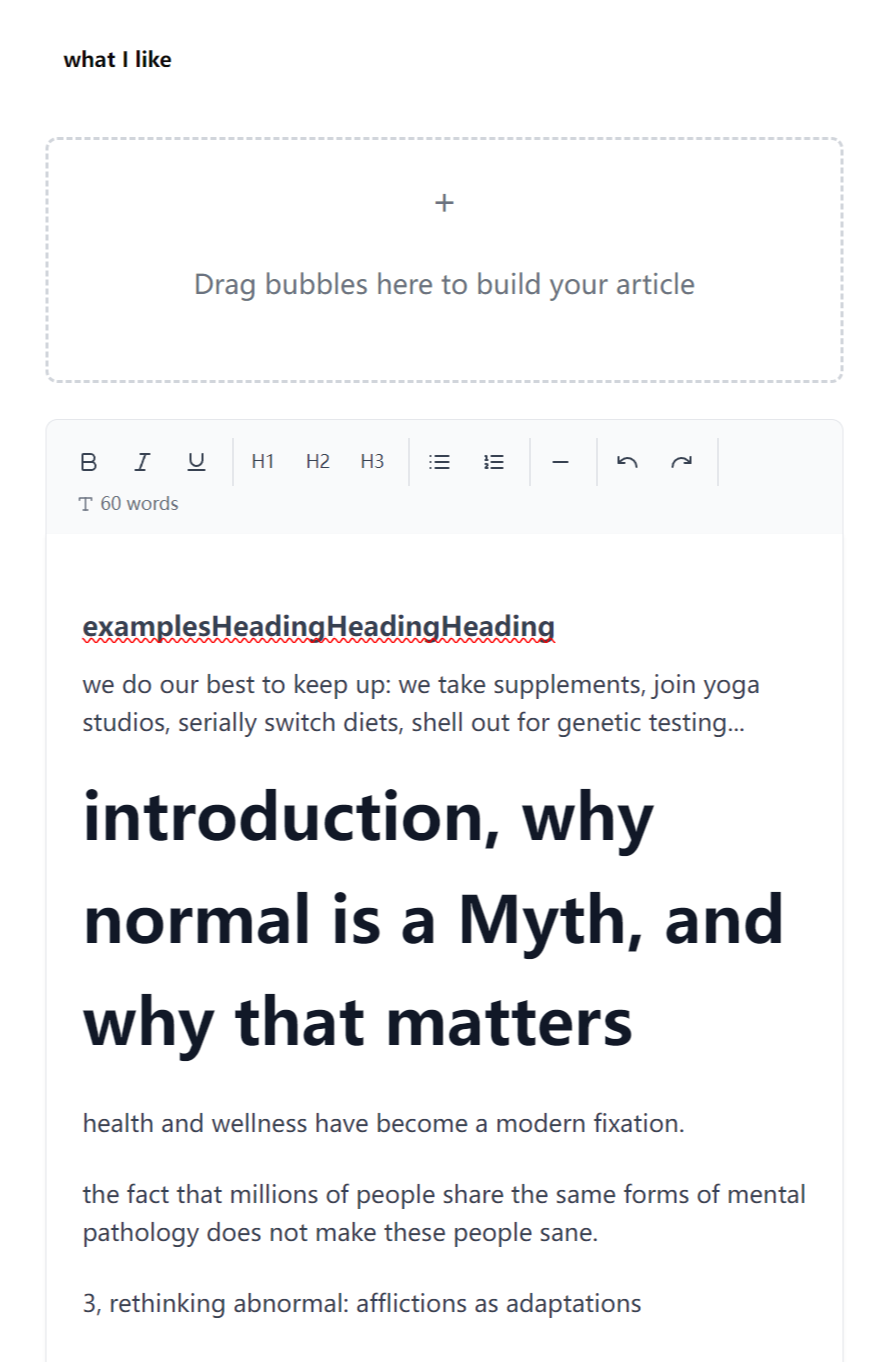 what I like
+
Drag bubbles here to build your article
B I U H1 H2 H3
T 60 words
examplesHeadingHeadingHeading
we do our best to keep up: we take supplements, join yoga
studios, serially switch diets, shell out for genetic testing...
introduction, why
normal is a Myth, and
why that matters
health and wellness have become a modern fixation.
the fact that millions of people share the same forms of mental
pathology does not make these people sane.
3, rethinking abnormal: afflictions as adaptations